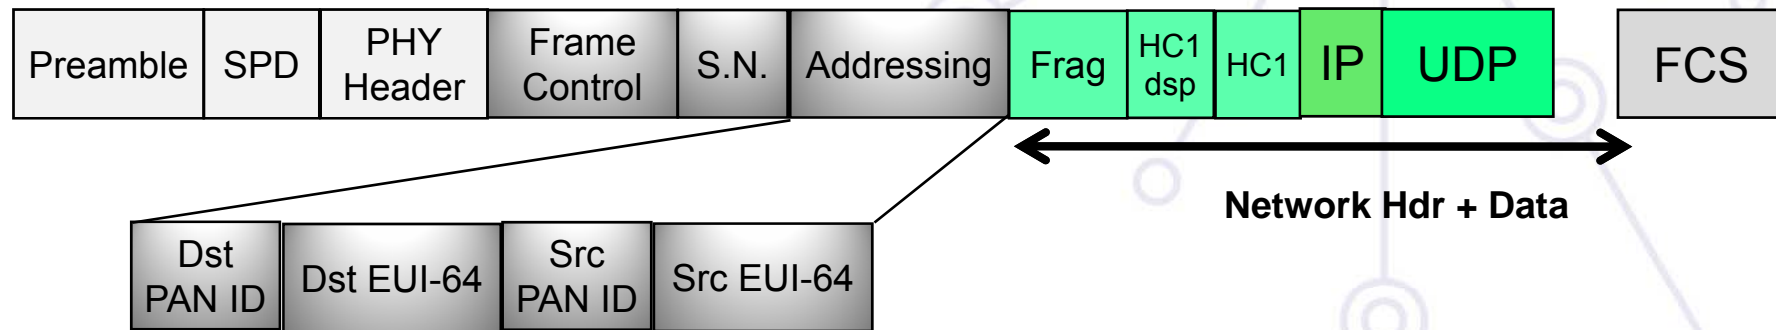 Preamble
SPD
PHY
Header
Frame
Control
S.N.
Addressing
Frag
HC1
dsp
HC1
IP
UDP
FCS
Network Hdr + Data
Dst
PAN ID
Dst EUI-64
Src
PAN ID
Src EUI-64